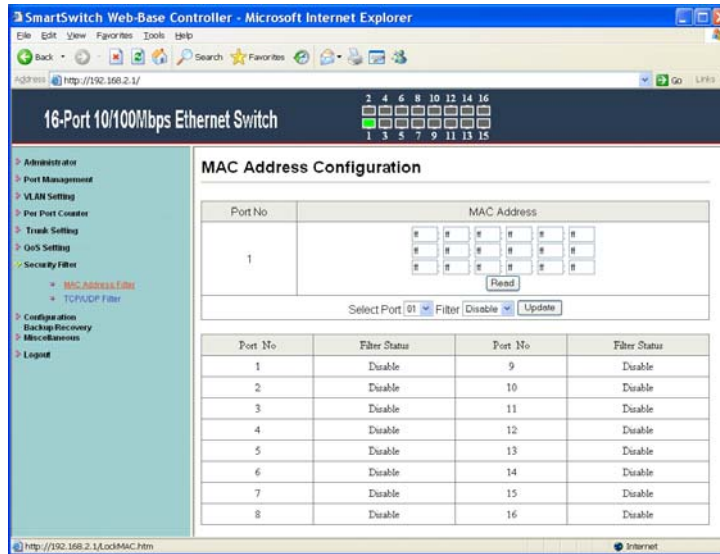 SmartSwitch Web-Base Controller - Microsoft Internet Explorer
File Edit View Favorites Tools Help
Back Search Favorites
Address http://192.168.2.1/ Go Links
16-Port 10/100Mbps Ethernet Switch
2 4 6 8 10 12 14 16
1 3 5 7 9 11 13 15
Administrator
Port Management
VLAN Setting
Per Port Counter
Trunk Setting
QoS Setting
Security Filter
MAC Address Filter
TCP/UDP Filter
Configuration
Backup Recovery
Miscellaneous
Logout
MAC Address Configuration
Port No MAC Address
1
ff : ff : ff : ff : ff : ff
ff : ff : ff : ff : ff : ff
ff : ff : ff : ff : ff : ff
Read
Select Port 01 Filter Disable Update
Port No Filter Status Port No Filter Status
1 Disable 9 Disable
2 Disable 10 Disable
3 Disable 11 Disable
4 Disable 12 Disable
5 Disable 13 Disable
6 Disable 14 Disable
7 Disable 15 Disable
8 Disable 16 Disable
http://192.168.2.1/LockMAC.htm Internet